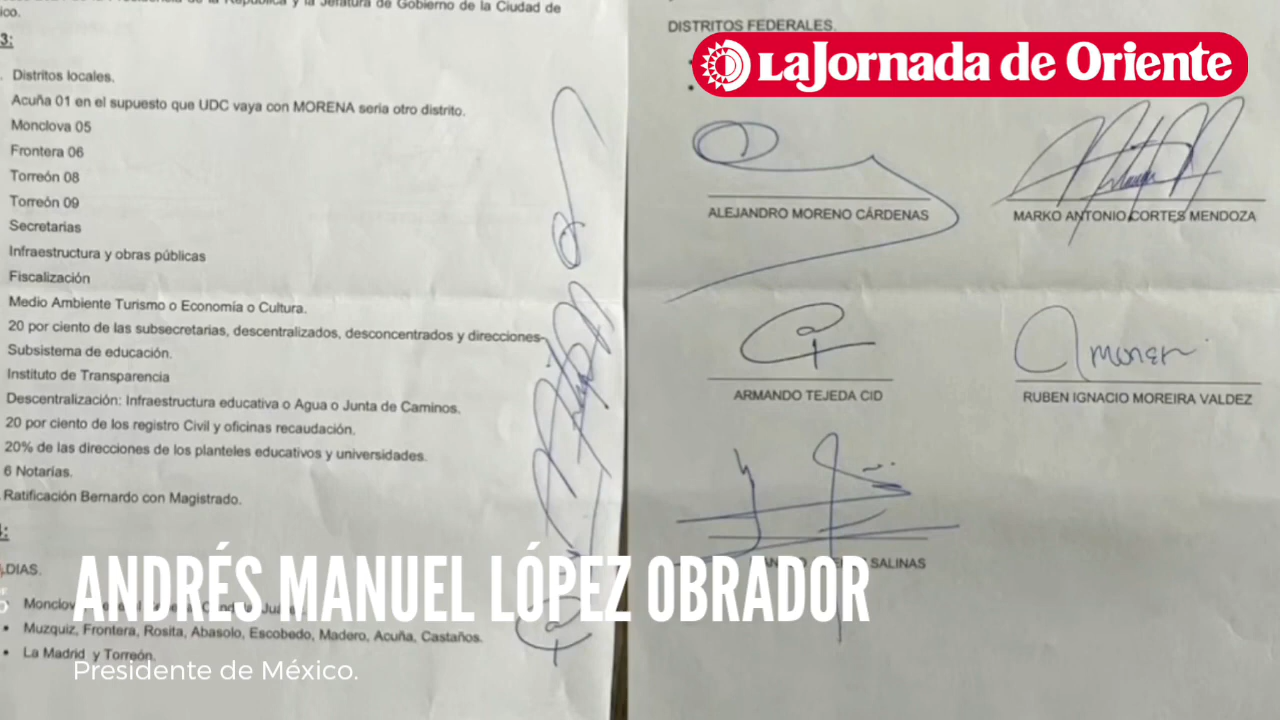 de la Presidencia de la República y la Jefatura de Gobierno de la Ciudad de
ico.
3:
Distritos locales.
Acuña 01 en el supuesto que UDC vaya con MORENA seria otro distrito.
Monclova 05
Frontera 06
Torreón 08
Torreón 09
Secretarias
Infraestructura y obras públicas
Fiscalización
Medio Ambiente Turismo o Economía o Cultura.
20 por ciento de las subsecretarias, descentralizados, desconcentrados y direcciones
Subsistema de educación.
Instituto de Transparencia
Descentralización: Infraestructura educativa o Agua o Junta de Caminos.
20 por ciento de los registro Civil y oficinas recaudación.
20% de las direcciones de los planteles educativos y universidades.
6 Notarías.
Ratificación Bernardo con Magistrado.
DIAS.
• Muzquiz, Frontera, Rosita, Abasolo, Escobedo, Madero, Acuña, Castaños.
• La Madrid y Torreón.
DISTRITOS FEDERALES.
LaJornada de Oriente
ALEJANDRO MORENO CÁRDENAS
MARKO ANTONIO CORTES MENDOZA
ARMANDO TEJEDA CID
RUBEN IGNACIO MOREIRA VALDEZ
SALINAS
ANDRÉS MANUEL LÓPEZ OBRADOR
Presidente de México.